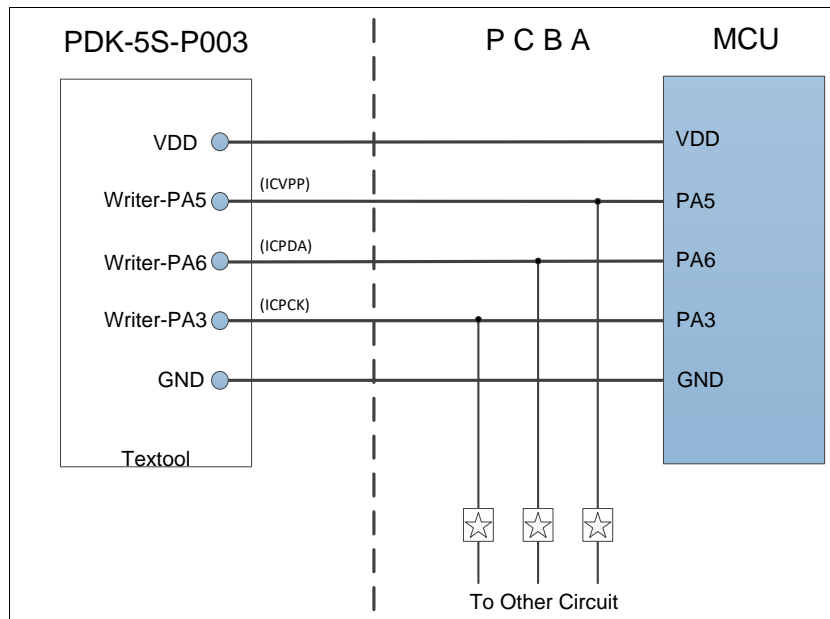 PDK-5S-P003
P C B A
MCU
VDD
VDD
Writer-PA5
(ICVPP)
PA5
Writer-PA6
(ICPDA)
PA6
Writer-PA3
(ICPCK)
PA3
GND
GND
Textool
To Other Circuit